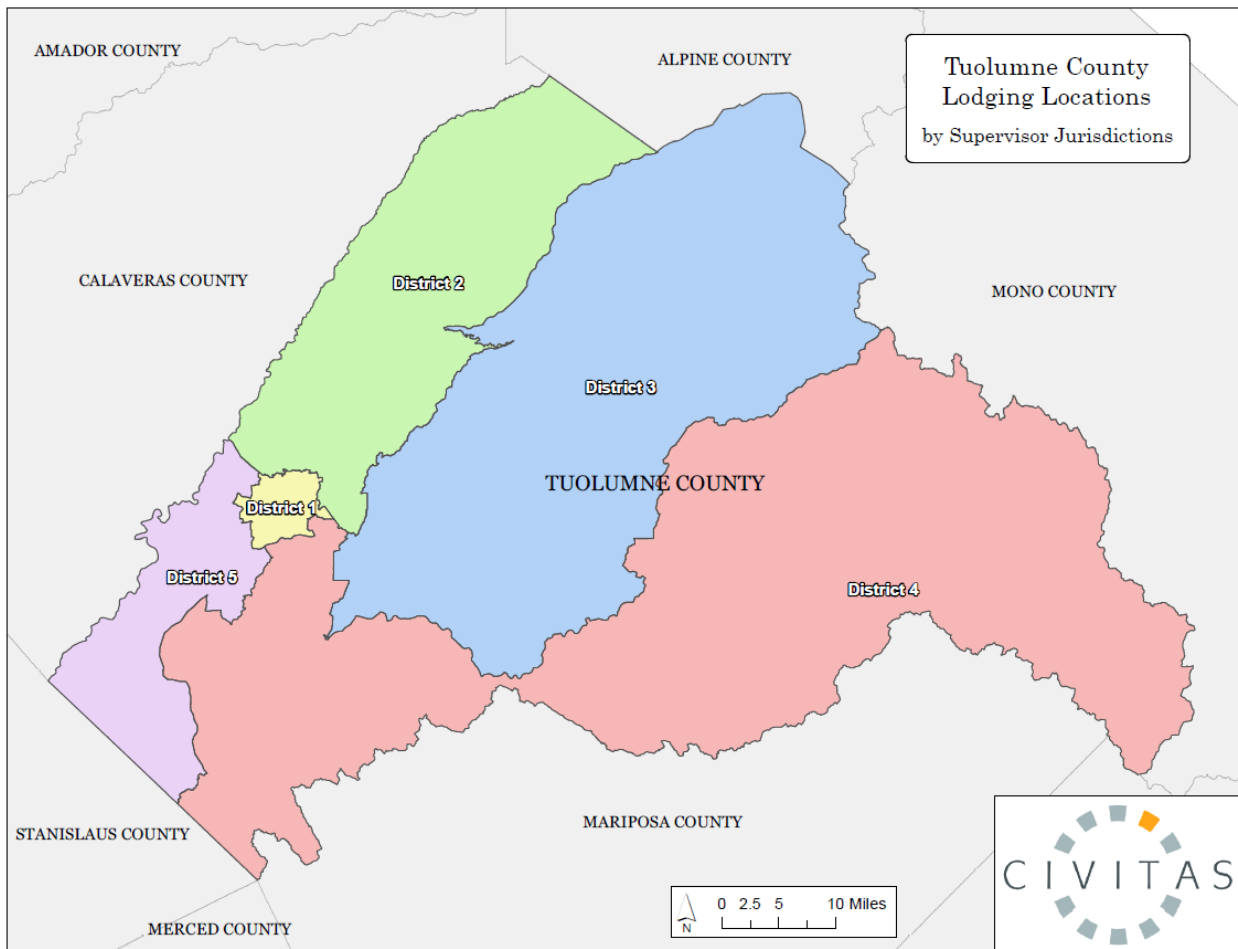 Tuolumne County
Lodging Locations
by Supervisor Jurisdictions
AMADOR COUNTY
ALPINE COUNTY
CALAVERAS COUNTY
District 2
MONO COUNTY
District 3
TUOLUMNE COUNTY
District 1
District 5
District 4
STANISLAUS COUNTY
MARIPOSA COUNTY
MERCED COUNTY
N
0 2.5 5 10 Miles
CIVITAS